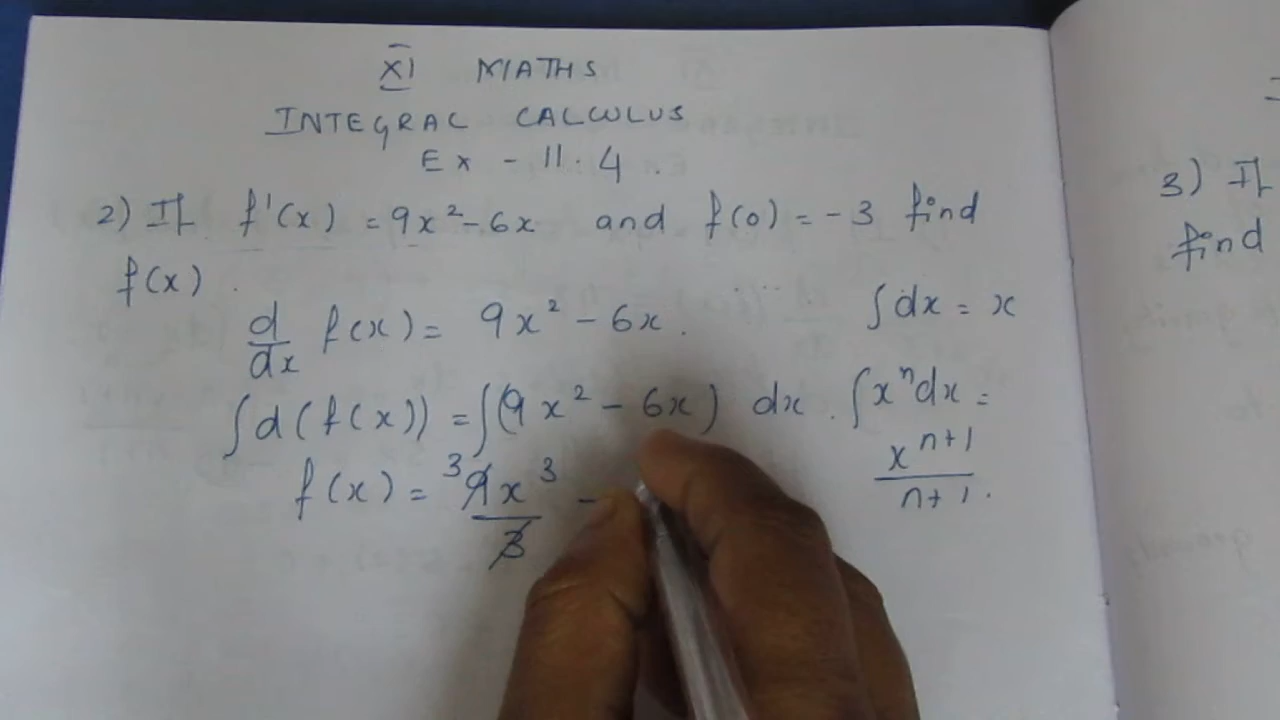 XI MATHS
INTEGRAL CALCULUS
Ex - 11.4.
2) If f'(x) = 9x² - 6x and f(0) = -3 find
f(x).
d/dx f(x) = 9x² - 6x.
∫dx = x
∫d(f(x)) = ∫(9x² - 6x) dx.
∫xⁿdx =
xⁿ⁺¹/n+1.
f(x) = ³9x³/3 -
3) If
find